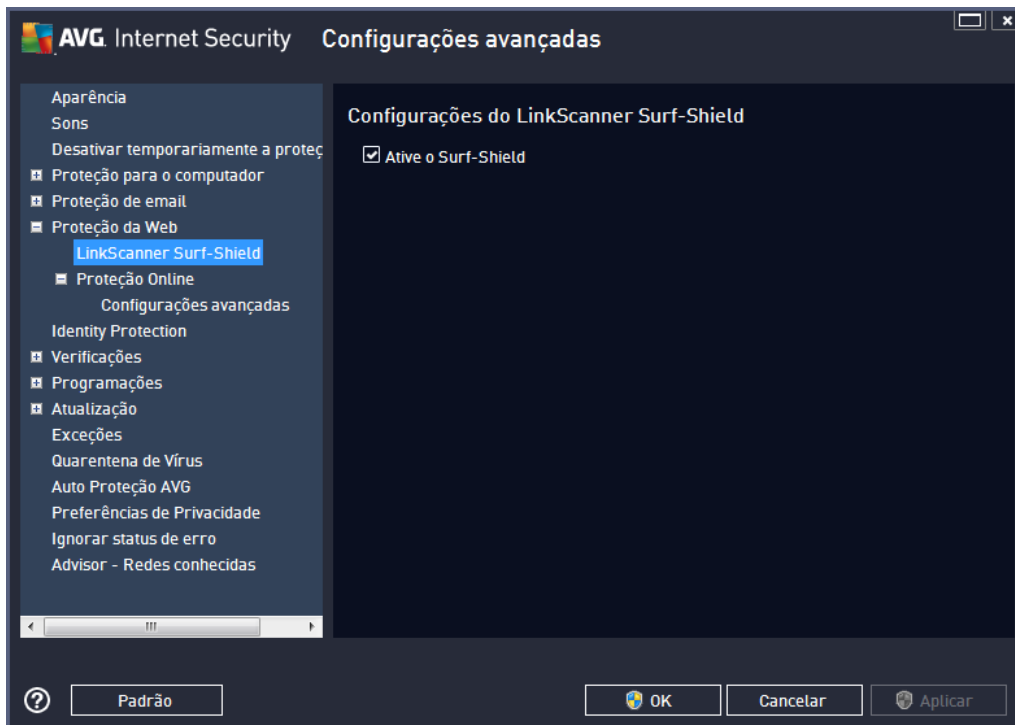 AVG. Internet Security Configurações avançadas
Aparência
Sons
Desativar temporariamente a proteç
Proteção para o computador
Proteção de email
Proteção da Web
LinkScanner Surf-Shield
Proteção Online
Configurações avançadas
Identity Protection
Verificações
Programações
Atualização
Exceções
Quarentena de Vírus
Auto Proteção AVG
Preferências de Privacidade
Ignorar status de erro
Advisor - Redes conhecidas
Configurações do LinkScanner Surf-Shield
Ative o Surf-Shield
Padrão
OK
Cancelar
Aplicar